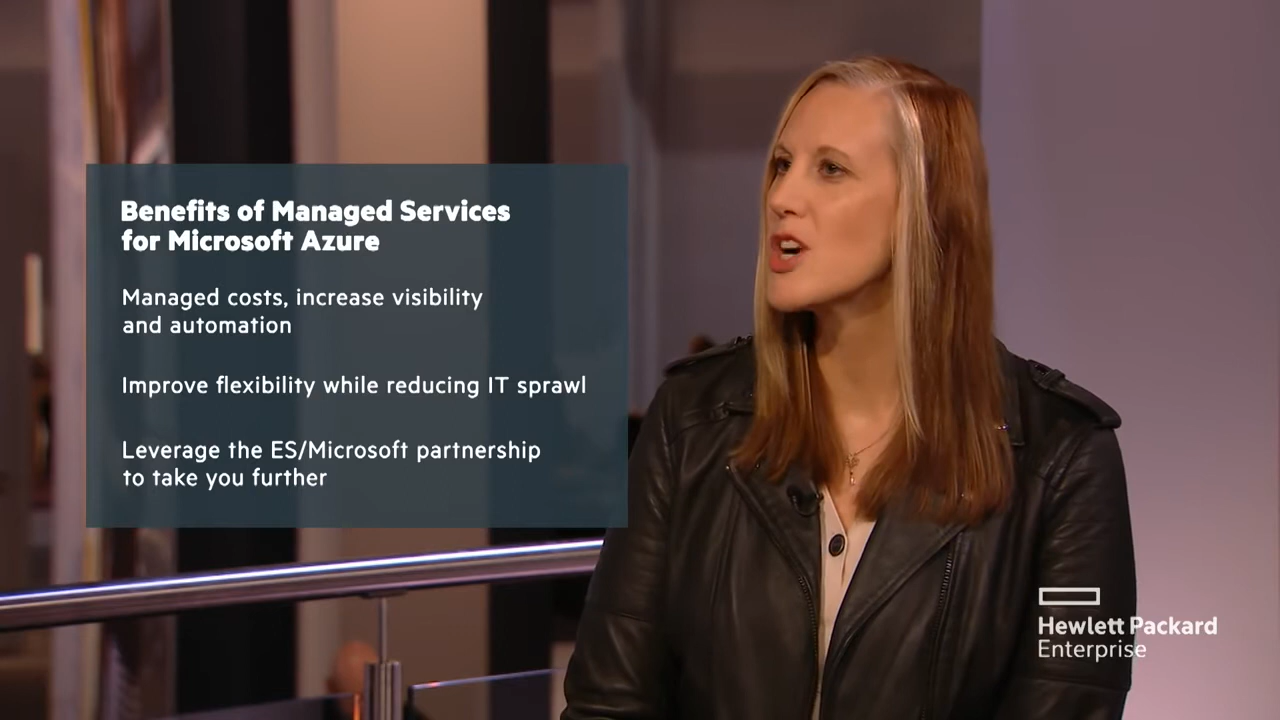 Benefits of Managed Services
for Microsoft Azure
Managed costs, increase visibility
and automation
Improve flexibility while reducing IT sprawl
Leverage the ES/Microsoft partnership
to take you further
Hewlett Packard
Enterprise